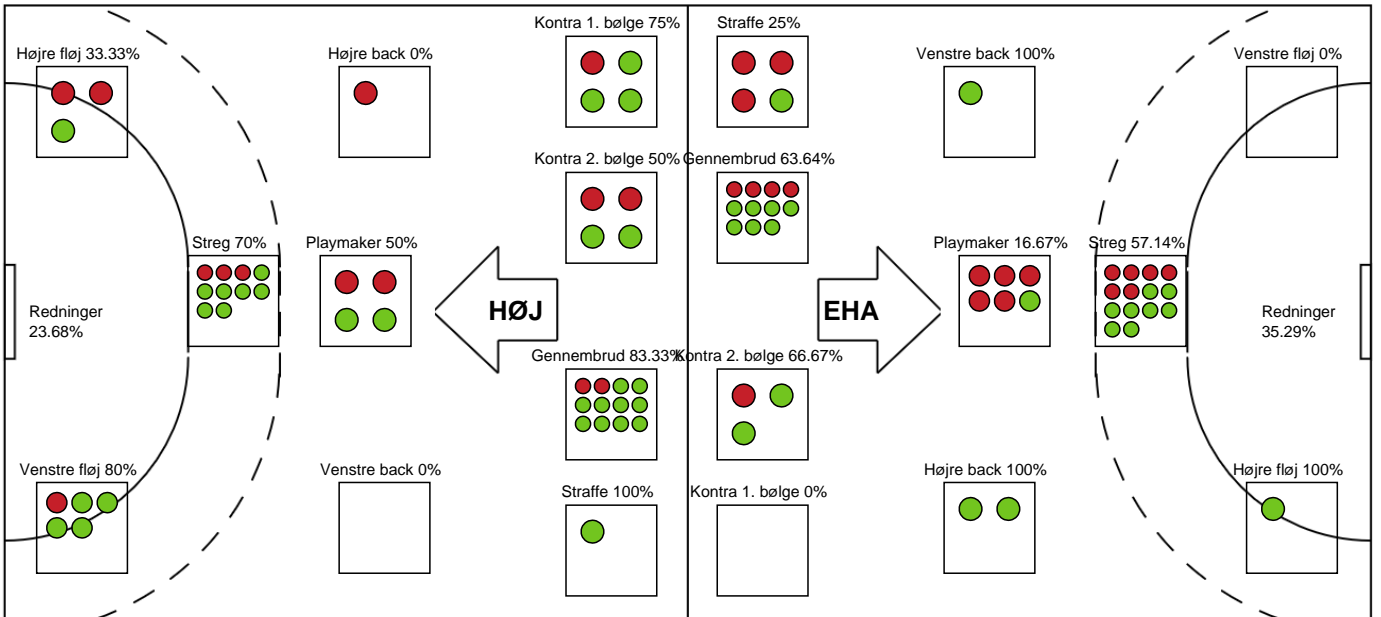 Kontra 1. bølge 75%
Straffe 25%
Højre fløj 33.33%
Højre back 0%
Venstre back 100%
Venstre fløj 0%
Kontra 2. bølge 50%
Gennembrud 63.64%
Streg 70%
Playmaker 50%
Playmaker 16.67%
Streg 57.14%
Redninger
23.68%
HØJ
EHA
Redninger
35.29%
Gennembrud 83.33%
Kontra 2. bølge 66.67%
Venstre fløj 80%
Venstre back 0%
Straffe 100%
Kontra 1. bølge 0%
Højre back 100%
Højre fløj 100%